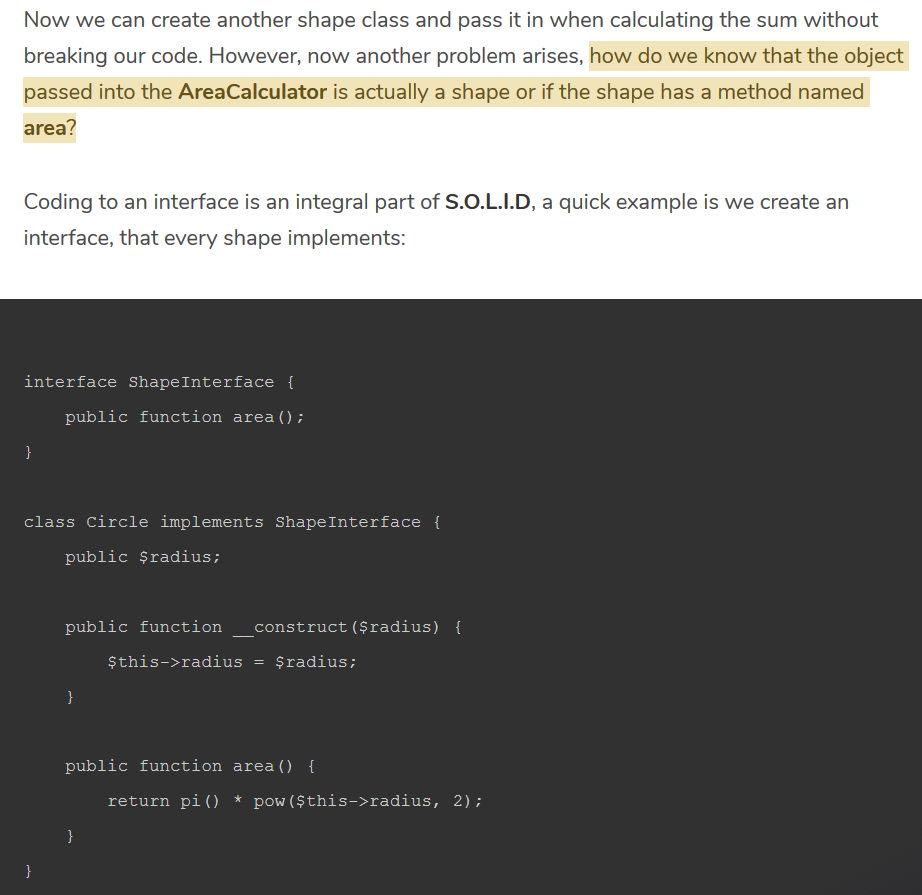 Now we can create another shape class and pass it in when calculating the sum without
breaking our code. However, now another problem arises, how do we know that the object
passed into the AreaCalculator is actually a shape or if the shape has a method named
area?
Coding to an interface is an integral part of S.O.L.I.D, a quick example is we create an
interface, that every shape implements:
interface ShapeInterface {
    public function area();
}
class Circle implements ShapeInterface {
    public $radius;
    public function __construct($radius) {
        $this->radius = $radius;
    }
    public function area() {
        return pi() * pow($this->radius, 2);
    }
}